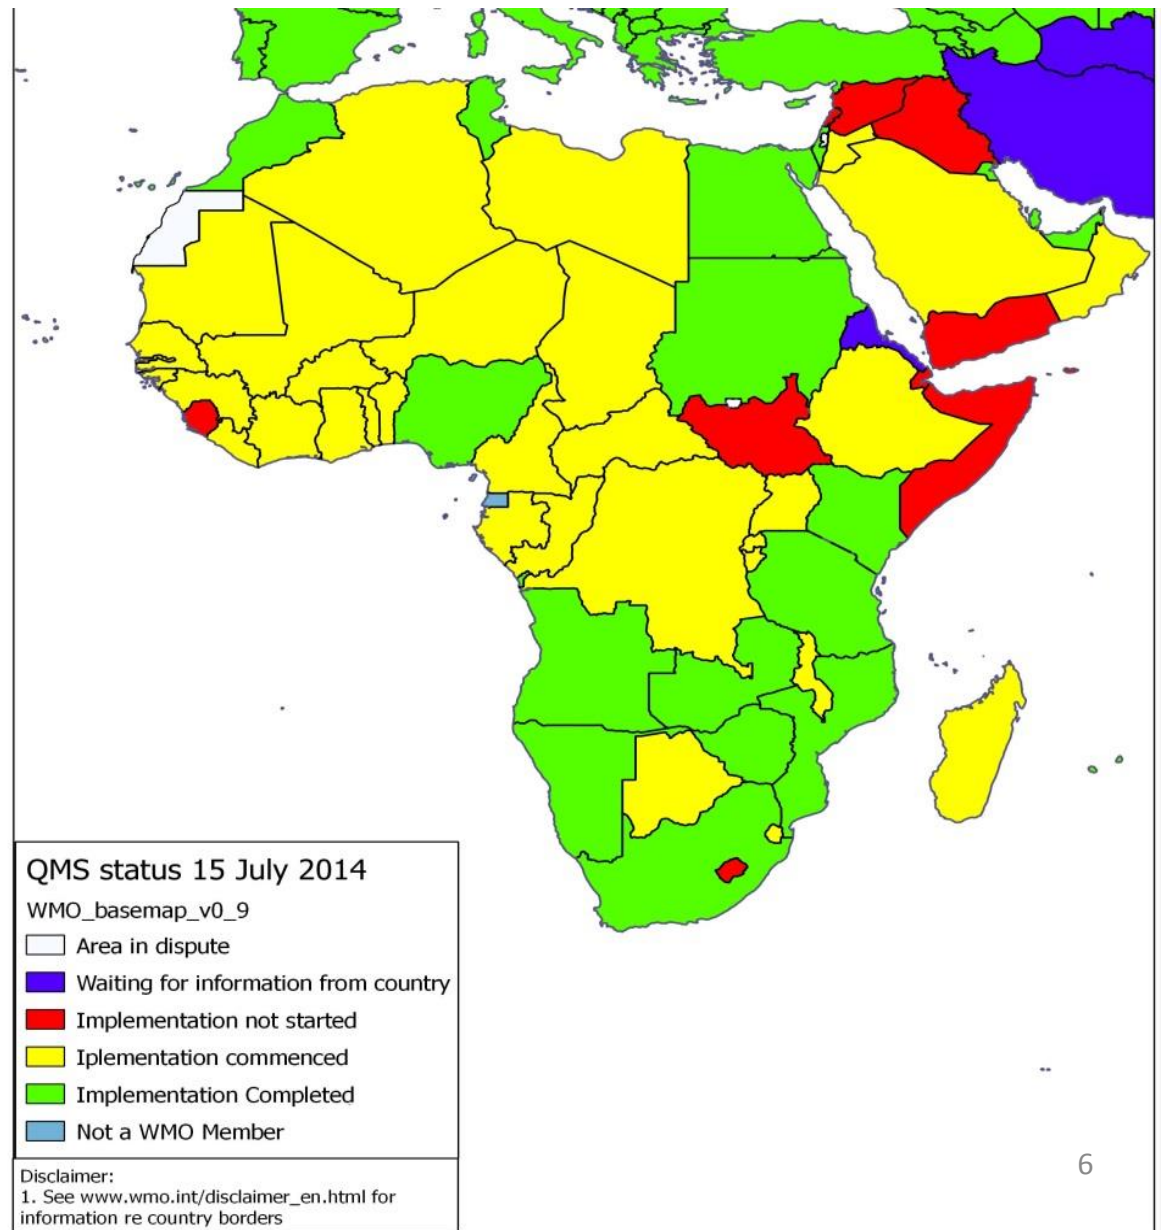 QMS status 15 July 2014
WMO_basemap_v0_9
Area in dispute
Waiting for information from country
Implementation not started
Iplementation commenced
Implementation Completed
Not a WMO Member
Disclaimer:
1. See www.wmo.int/disclaimer_en.html for
information re country borders
6